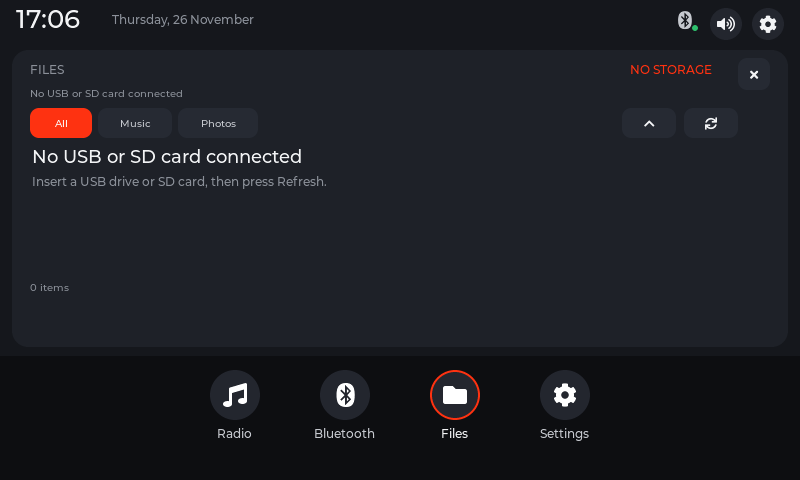 17:06 Thursday, 26 November
FILES NO STORAGE
No USB or SD card connected
All Music Photos
No USB or SD card connected
Insert a USB drive or SD card, then press Refresh.
0 items
Radio Bluetooth Files Settings